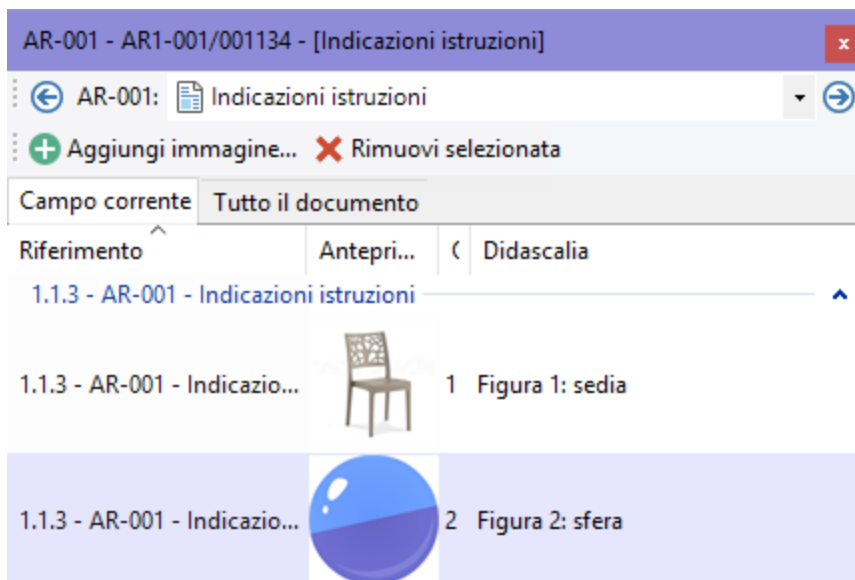 AR-001 - AR1-001/001134 - [Indicazioni istruzioni]
x
AR-001: Indicazioni istruzioni
Aggiungi immagine... Rimuovi selezionata
Campo corrente Tutto il documento
Riferimento Antepri... ( Didascalia
1.1.3 - AR-001 - Indicazioni istruzioni
1.1.3 - AR-001 - Indicazio... 1 Figura 1: sedia
1.1.3 - AR-001 - Indicazio... 2 Figura 2: sfera